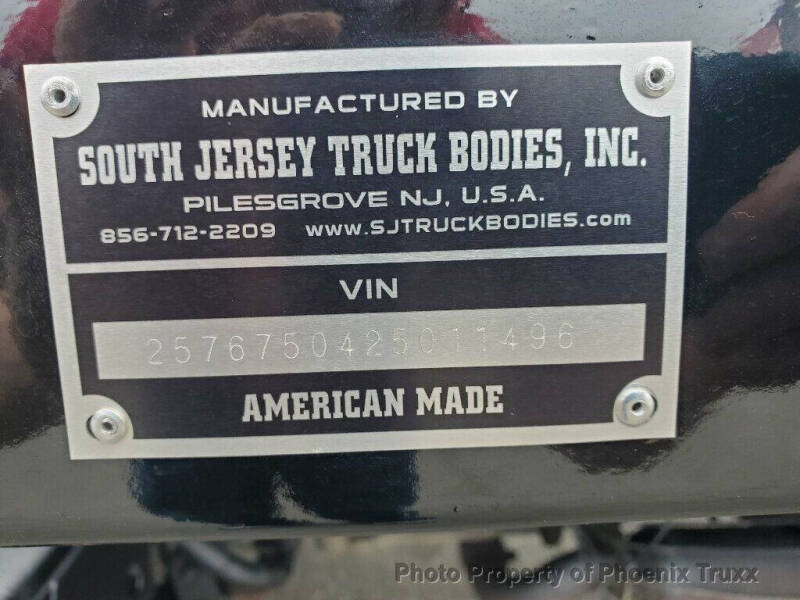 MANUFACTURED BY
SOUTH JERSEY TRUCK BODIES, INC.
PILESGROVE NJ, U.S.A.
856-712-2209 www.SJTRUCKBODIES.com
VIN
25767504425011496
AMERICAN MADE
Photo Property of Phoenix Truxx